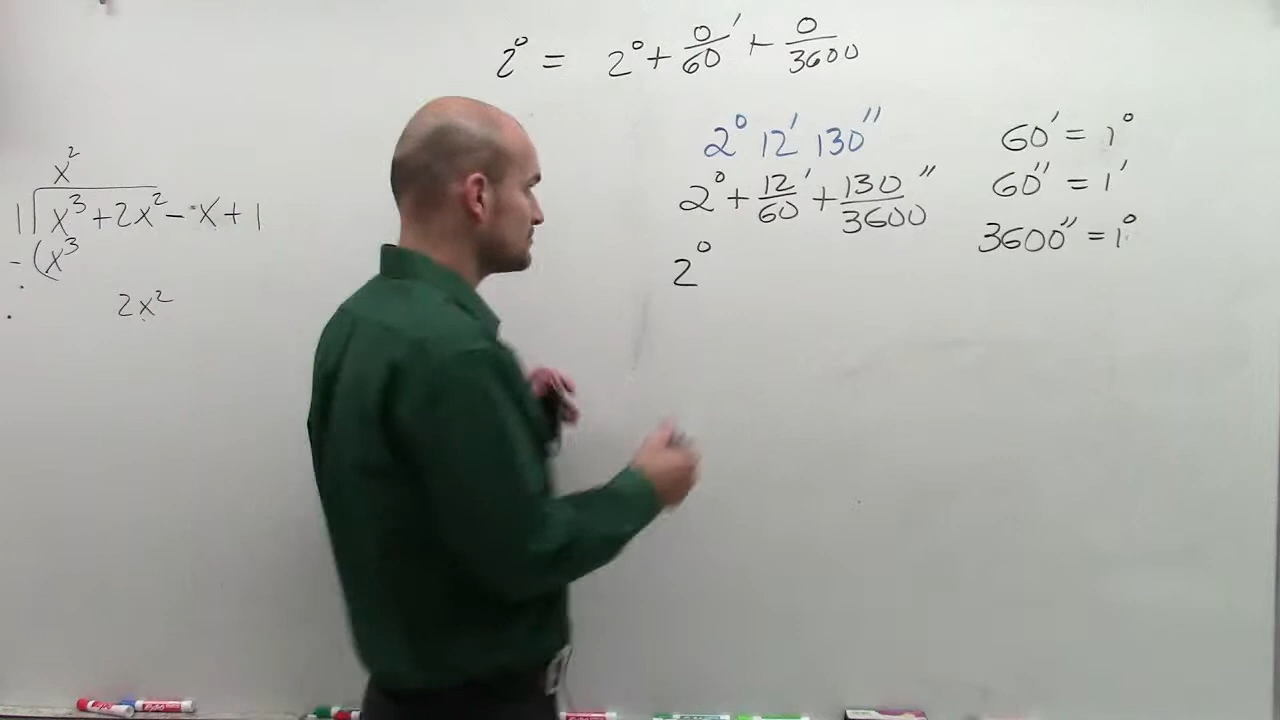 2° = 2° + 0/60′ + 0/3600
2° 12′ 130″
2° + 12/60′ + 130/3600″
2°
60′ = 1°
60″ = 1′
3600″ = 1°
x²
1 x³ + 2x² - x + 1
- (x³
2x²